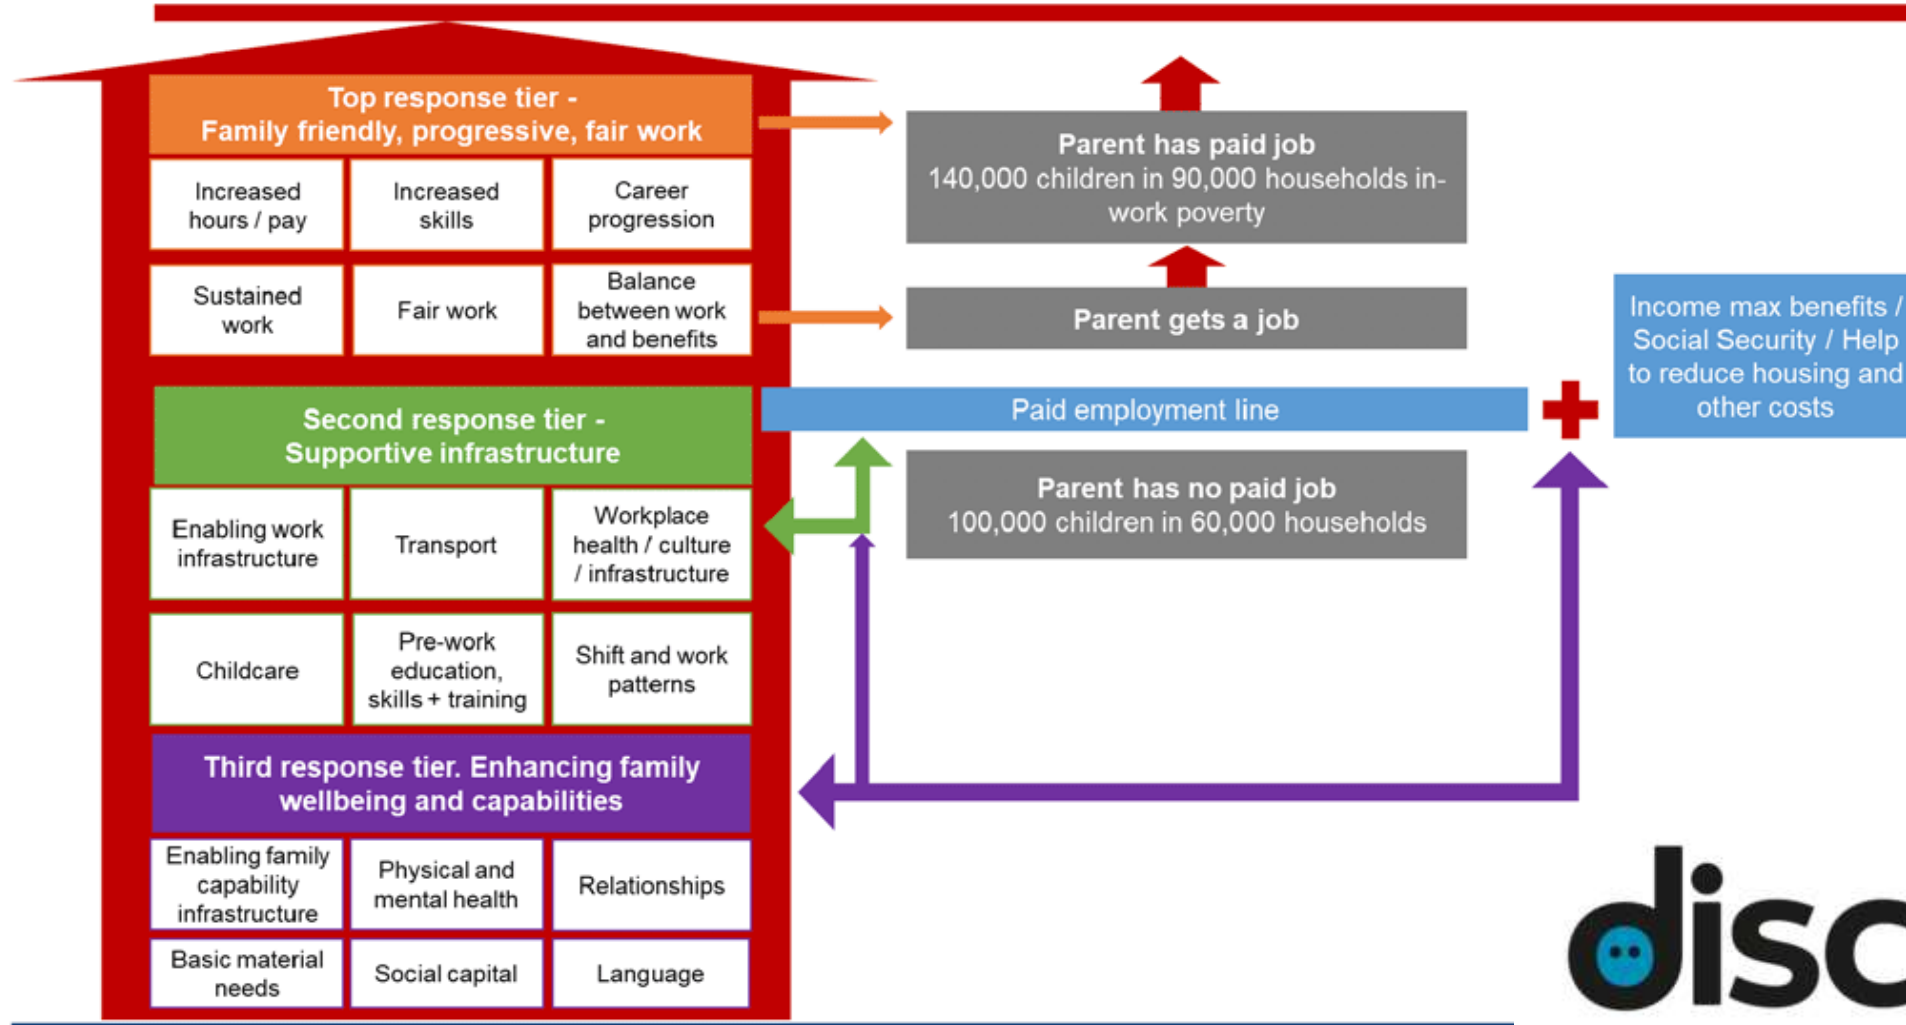 Top response tier -
Family friendly, progressive, fair work
Increased
hours / pay
Increased
skills
Career
progression
Sustained
work
Fair work
Balance
between work
and benefits
Second response tier -
Supportive infrastructure
Enabling work
infrastructure
Transport
Workplace
health / culture
/ infrastructure
Childcare
Pre-work
education,
skills + training
Shift and work
patterns
Third response tier. Enhancing family
wellbeing and capabilities
Enabling family
capability
infrastructure
Physical and
mental health
Relationships
Basic material
needs
Social capital
Language
Parent has paid job
140,000 children in 90,000 households in-
work poverty
Parent gets a job
Paid employment line
Parent has no paid job
100,000 children in 60,000 households
Income max benefits /
Social Security / Help
to reduce housing and
other costs
disc